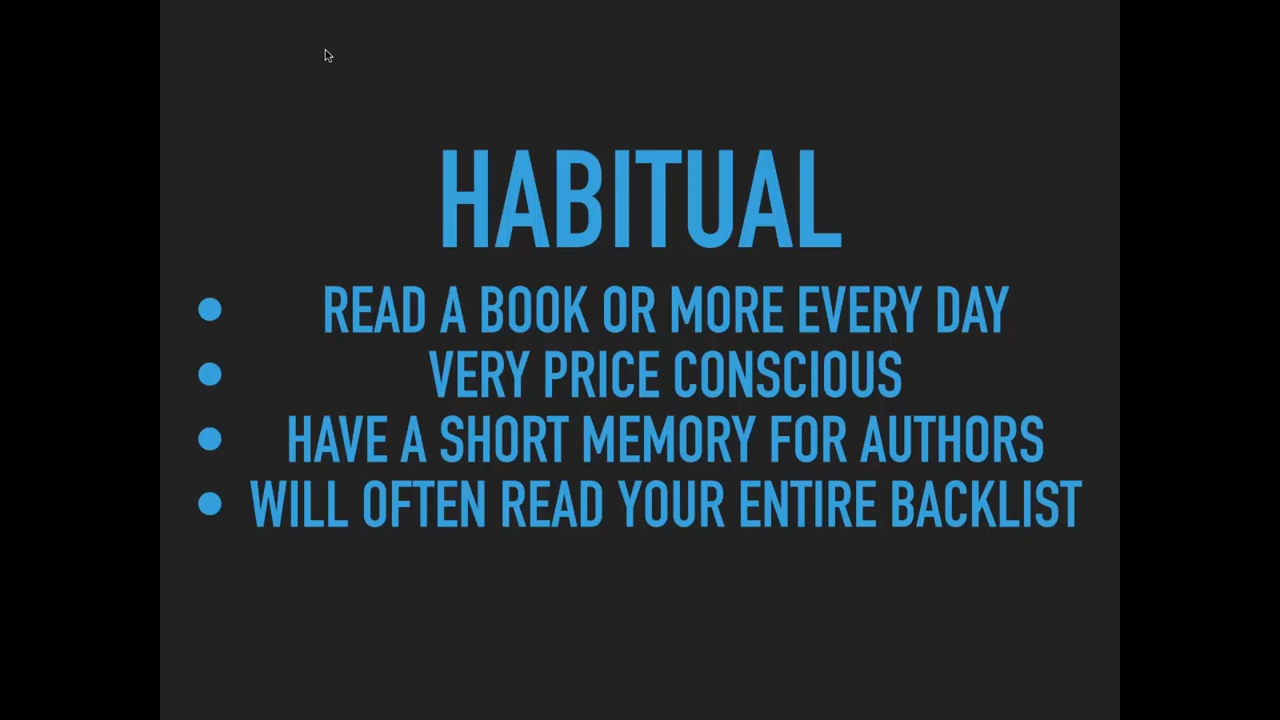 HABITUAL
• READ A BOOK OR MORE EVERY DAY
• VERY PRICE CONSCIOUS
• HAVE A SHORT MEMORY FOR AUTHORS
• WILL OFTEN READ YOUR ENTIRE BACKLIST